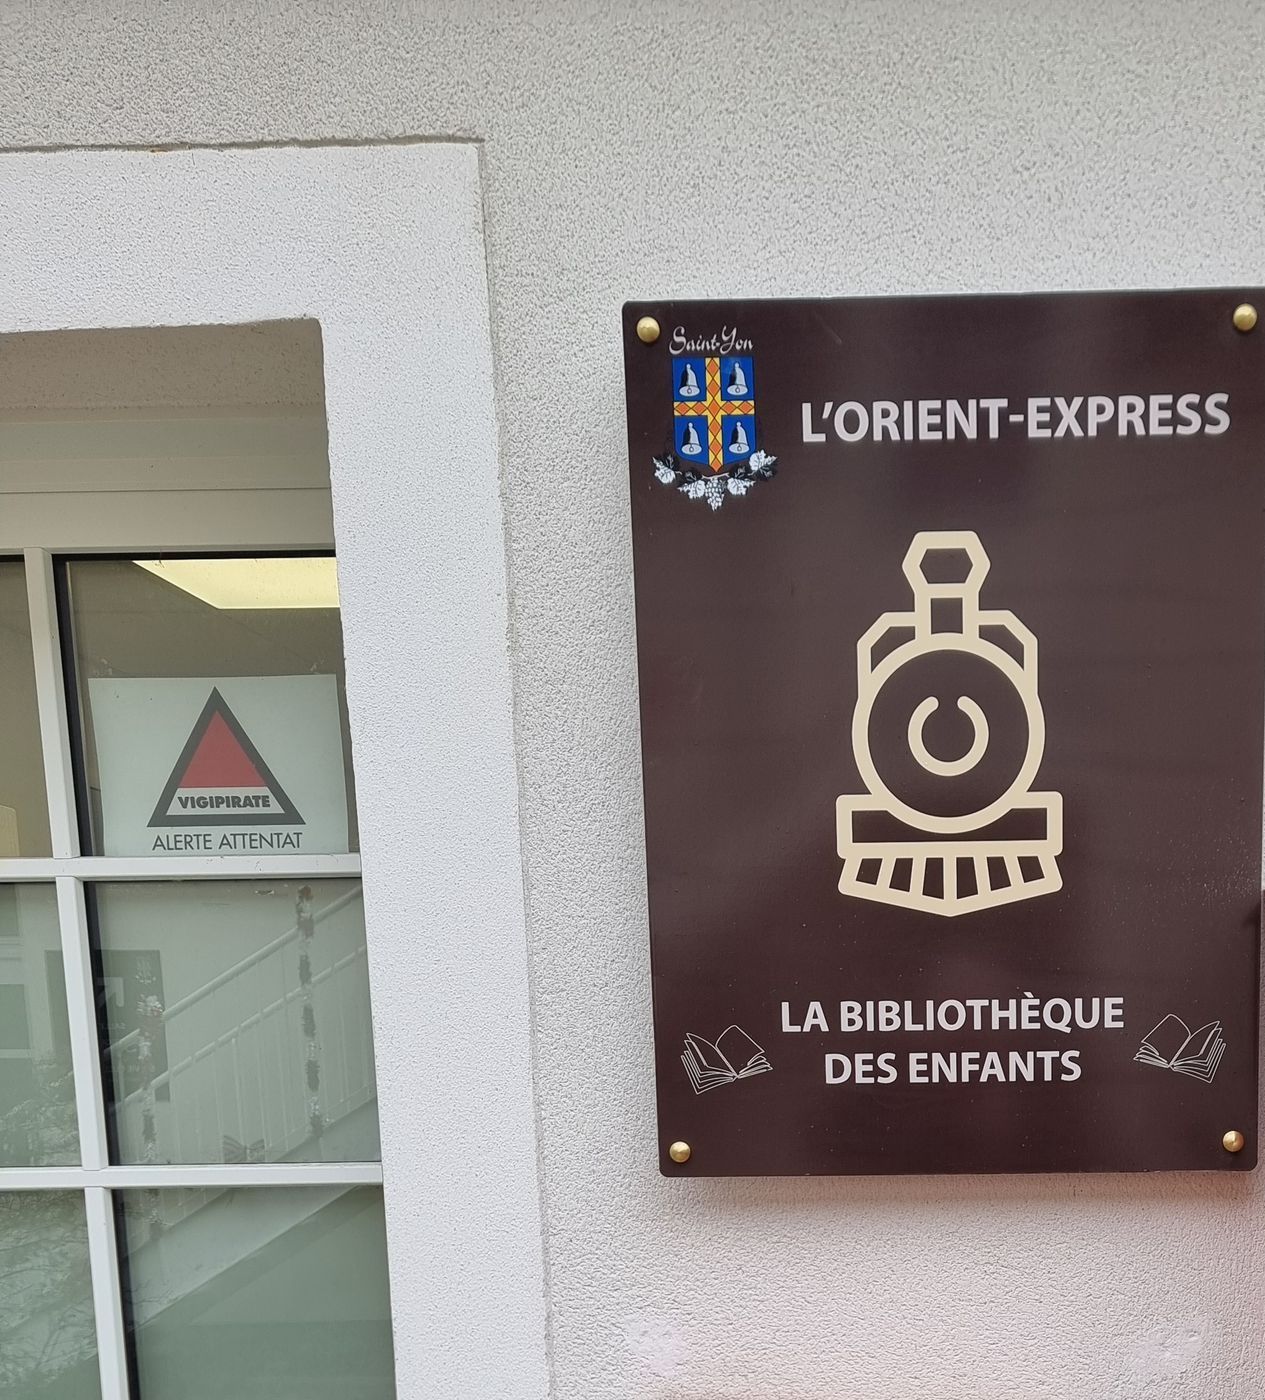 Saint-Yon
L'ORIENT-EXPRESS
VIGIPIRATE
ALERTE ATTENTAT
LA BIBLIOTHÈQUE
DES ENFANTS